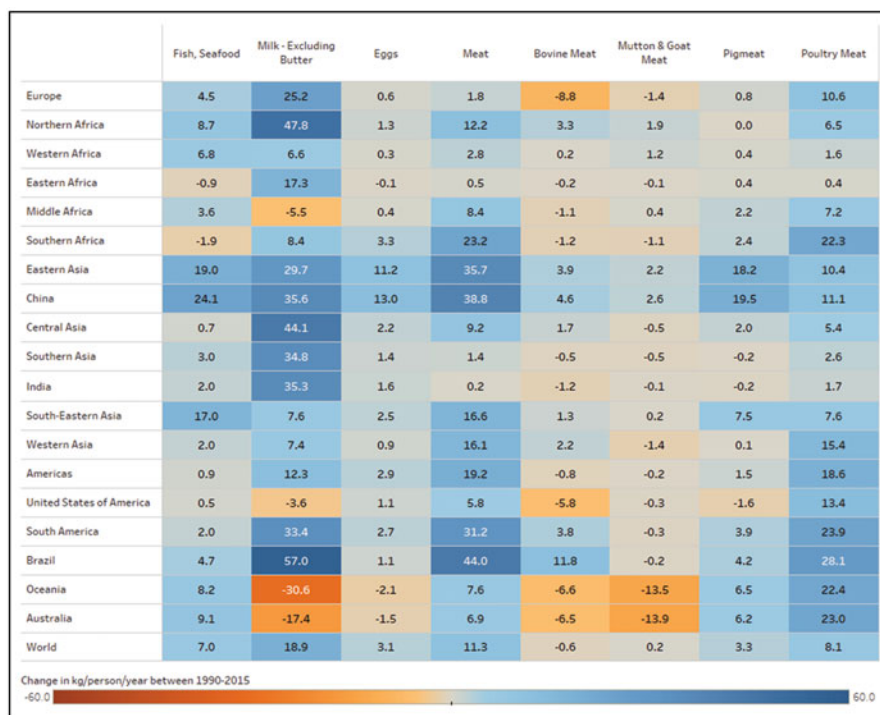 Fish, Seafood Milk - Excluding Butter Eggs Meat Bovine Meat Mutton & Goat Meat Pigmeat Poultry Meat
Europe 4.5 25.2 0.6 1.8 -8.8 -1.4 0.8 10.6
Northern Africa 8.7 47.8 1.3 12.2 3.3 1.9 0.0 6.5
Western Africa 6.8 6.6 0.3 2.8 0.2 1.2 0.4 1.6
Eastern Africa -0.9 17.3 -0.1 0.5 -0.2 -0.1 0.4 0.4
Middle Africa 3.6 -5.5 0.4 8.4 -1.1 0.4 2.2 7.2
Southern Africa -1.9 8.4 3.3 23.2 -1.2 -1.1 2.4 22.3
Eastern Asia 19.0 29.7 11.2 35.7 3.9 2.2 18.2 10.4
China 24.1 35.6 13.0 38.8 4.6 2.6 19.5 11.1
Central Asia 0.7 44.1 2.2 9.2 1.7 -0.5 2.0 5.4
Southern Asia 3.0 34.8 1.4 1.4 -0.5 -0.5 -0.2 2.6
India 2.0 35.3 1.6 0.2 -1.2 -0.1 -0.2 1.7
South-Eastern Asia 17.0 7.6 2.5 16.6 1.3 0.2 7.5 7.6
Western Asia 2.0 7.4 0.9 16.1 2.2 -1.4 0.1 15.4
Americas 0.9 12.3 2.9 19.2 -0.8 -0.2 1.5 18.6
United States of America 0.5 -3.6 1.1 5.8 -5.8 -0.3 -1.6 13.4
South America 2.0 33.4 2.7 31.2 3.8 -0.3 3.9 23.9
Brazil 4.7 57.0 1.1 44.0 11.8 -0.2 4.2 28.1
Oceania 8.2 -30.6 -2.1 7.6 -6.6 -13.5 6.5 22.4
Australia 9.1 -17.4 -1.5 6.9 -6.5 -13.9 6.2 23.0
World 7.0 18.9 3.1 11.3 -0.6 0.2 3.3 8.1
Change in kg/person/year between 1990-2015
-60.0 60.0